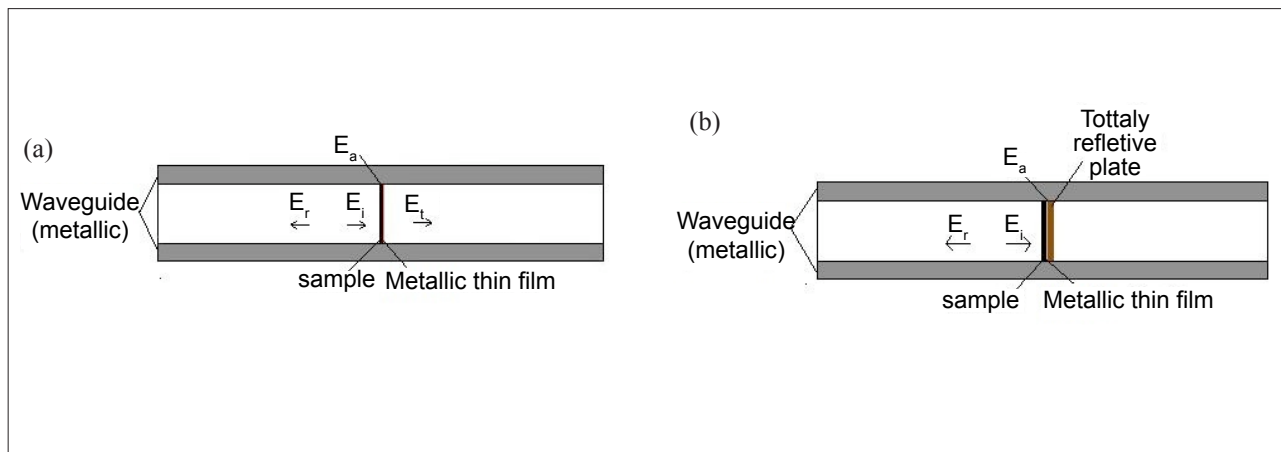 (a)
E_a
Waveguide
(metallic)
E_r
E_i
E_t
sample
Metallic thin film
(b)
Tottaly
refletive
plate
E_a
Waveguide
(metallic)
E_r
E_i
sample
Metallic thin film